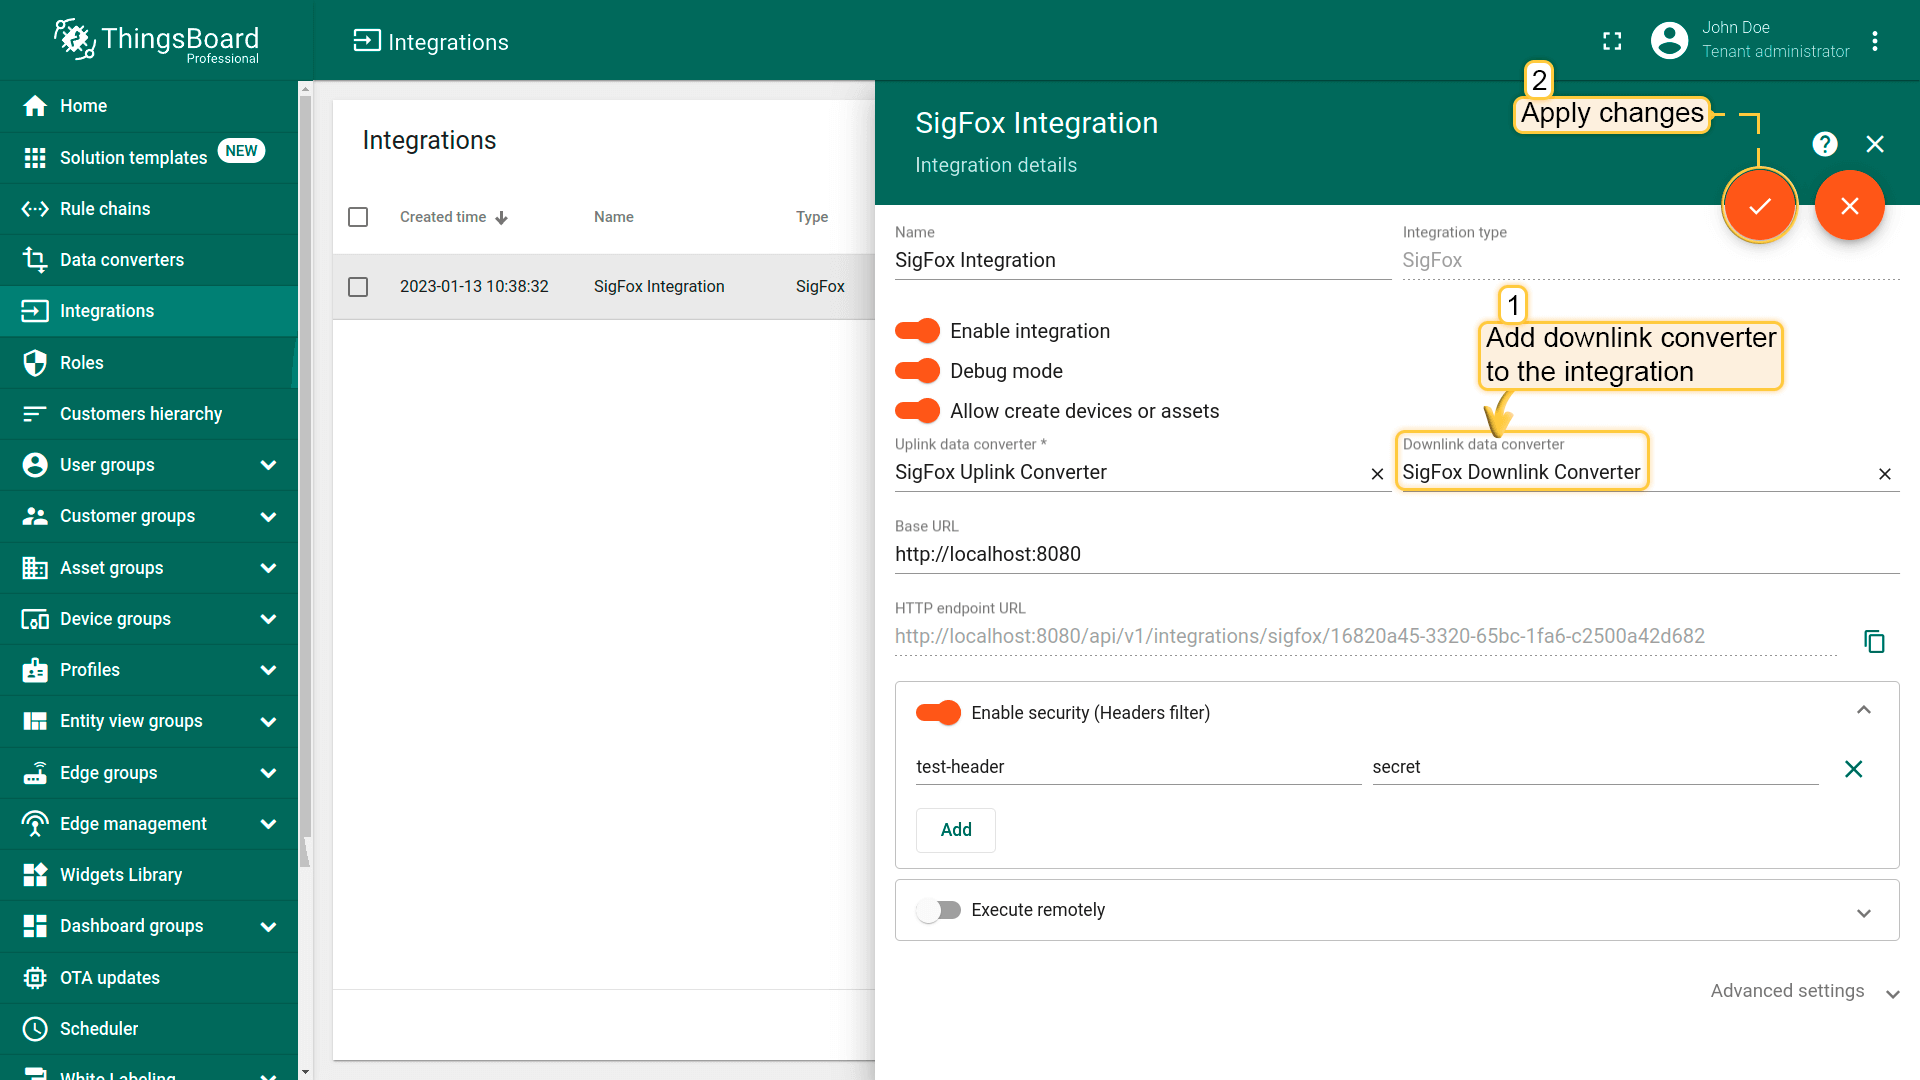 ThingsBoard
Professional
Integrations
John Doe
Tenant administrator
Home
Solution templates NEW
Rule chains
Data converters
Integrations
Roles
Customers hierarchy
User groups
Customer groups
Asset groups
Device groups
Profiles
Entity view groups
Edge groups
Edge management
Widgets Library
Dashboard groups
OTA updates
Scheduler
White Labeling
Integrations
Created time Name Type
2023-01-13 10:38:32 SigFox Integration SigFox
SigFox Integration
Integration details
2
Apply changes
Name
SigFox Integration
Integration type
SigFox
Enable integration
Debug mode
Allow create devices or assets
1
Add downlink converter
to the integration
Uplink data converter *
SigFox Uplink Converter
Downlink data converter
SigFox Downlink Converter
Base URL
http://localhost:8080
HTTP endpoint URL
http://localhost:8080/api/v1/integrations/sigfox/16820a45-3320-65bc-1fa6-c2500a42d682
Enable security (Headers filter)
test-header secret
Add
Execute remotely
Advanced settings